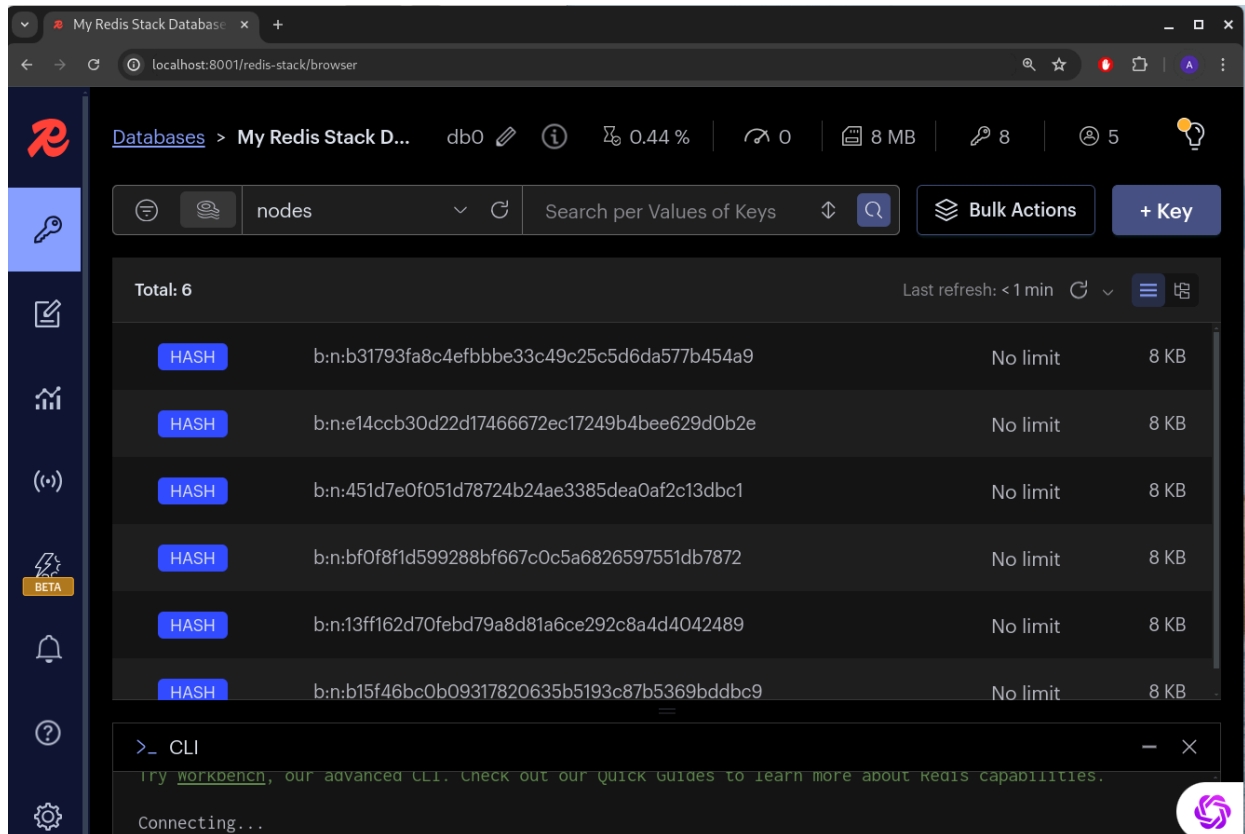 My Redis Stack Database
localhost:8001/redis-stack/browser
A
Databases > My Redis Stack D... db0 0.44 % 0 8 MB 8 5
nodes Search per Values of Keys Bulk Actions + Key
Total: 6 Last refresh: < 1 min
HASH b:n:b31793fa8c4efbbbe33c49c25c5d6da577b454a9 No limit 8 KB
HASH b:n:e14ccb30d22d17466672ec17249b4bee629d0b2e No limit 8 KB
HASH b:n:451d7e0f051d78724b24ae3385dea0af2c13dbc1 No limit 8 KB
HASH b:n:bf0f8f1d599288bf667c0c5a6826597551db7872 No limit 8 KB
HASH b:n:13ff162d70febd79a8d81a6ce292c8a4d4042489 No limit 8 KB
HASH b:n:b15f46bc0b09317820635b5193c87b5369bddbc9 No limit 8 KB
BETA
>_ CLI
Try Workbench, our advanced CLI. Check out our Quick Guides to learn more about Redis capabilities.
Connecting...